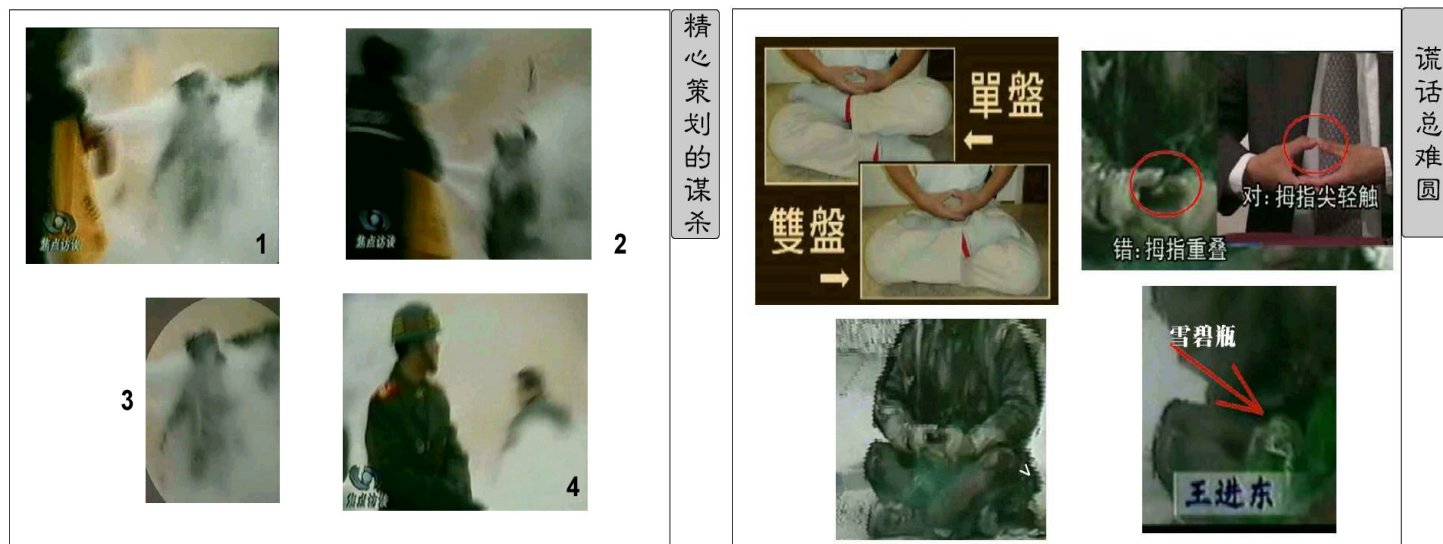 精心策划的谋杀
焦点访谈
1
焦点访谈
2
3
焦点访谈
4
谎话总难圆
單盤
雙盤
对:拇指尖轻触
错:拇指重叠
雪碧瓶
王进东